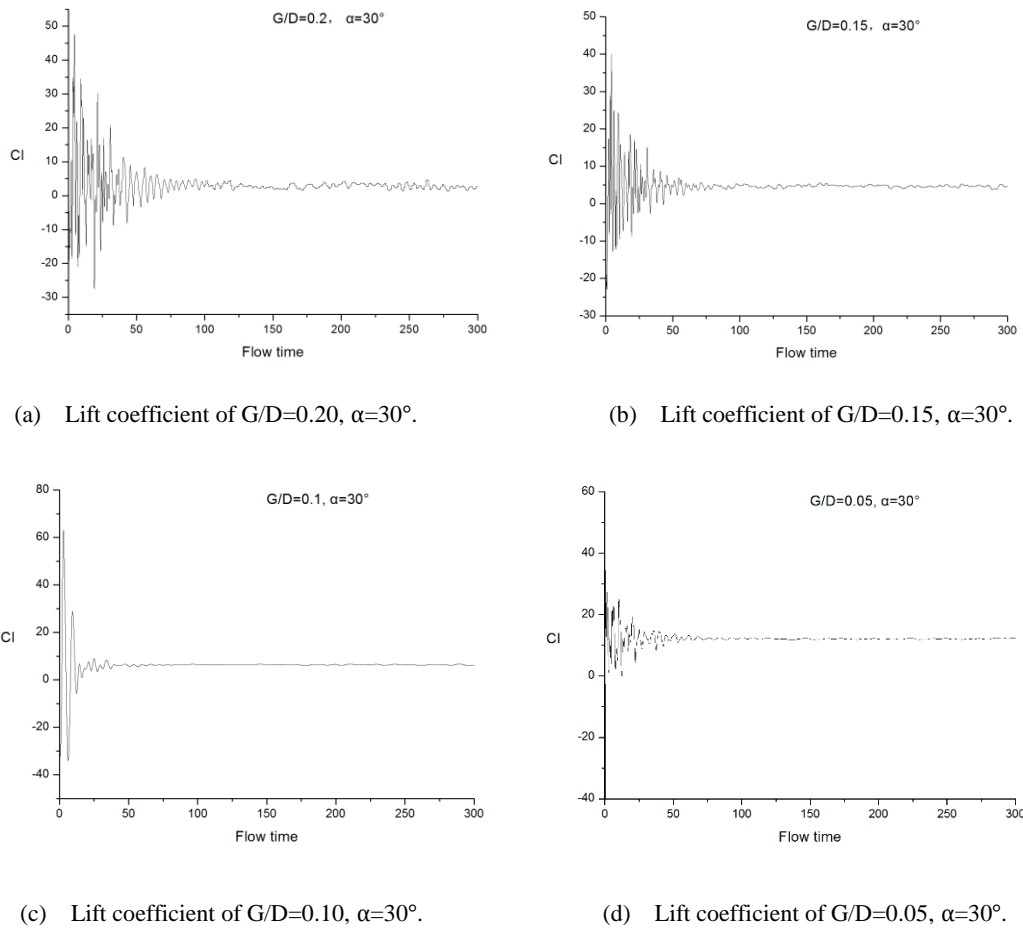 G/D=0.2, α=30°
50
40
30
20
10
0
-10
-20
-30
Cl
0 50 100 150 200 250 300
Flow time
(a) Lift coefficient of G/D=0.20, α=30°.
G/D=0.15, α=30°
50
40
30
20
10
0
-10
-20
-30
Cl
0 50 100 150 200 250 300
Flow time
(b) Lift coefficient of G/D=0.15, α=30°.
G/D=0.1, α=30°
80
60
40
20
0
-20
-40
Cl
0 50 100 150 200 250 300
Flow time
(c) Lift coefficient of G/D=0.10, α=30°.
G/D=0.05, α=30°
60
40
20
0
-20
-40
Cl
0 50 100 150 200 250 300
Flow time
(d) Lift coefficient of G/D=0.05, α=30°.